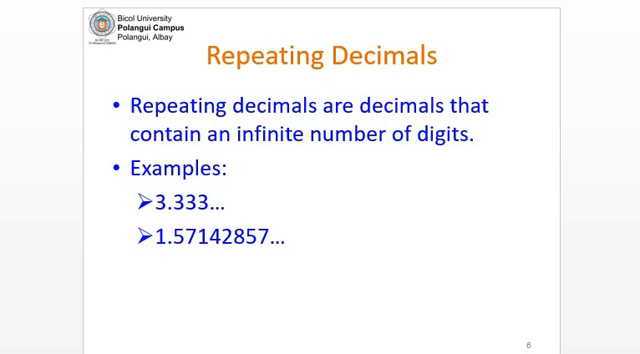 Bicol University
Polangui Campus
Polangui, Albay
Repeating Decimals
• Repeating decimals are decimals that
contain an infinite number of digits.
• Examples:
➢3.333…
➢1.57142857…
6